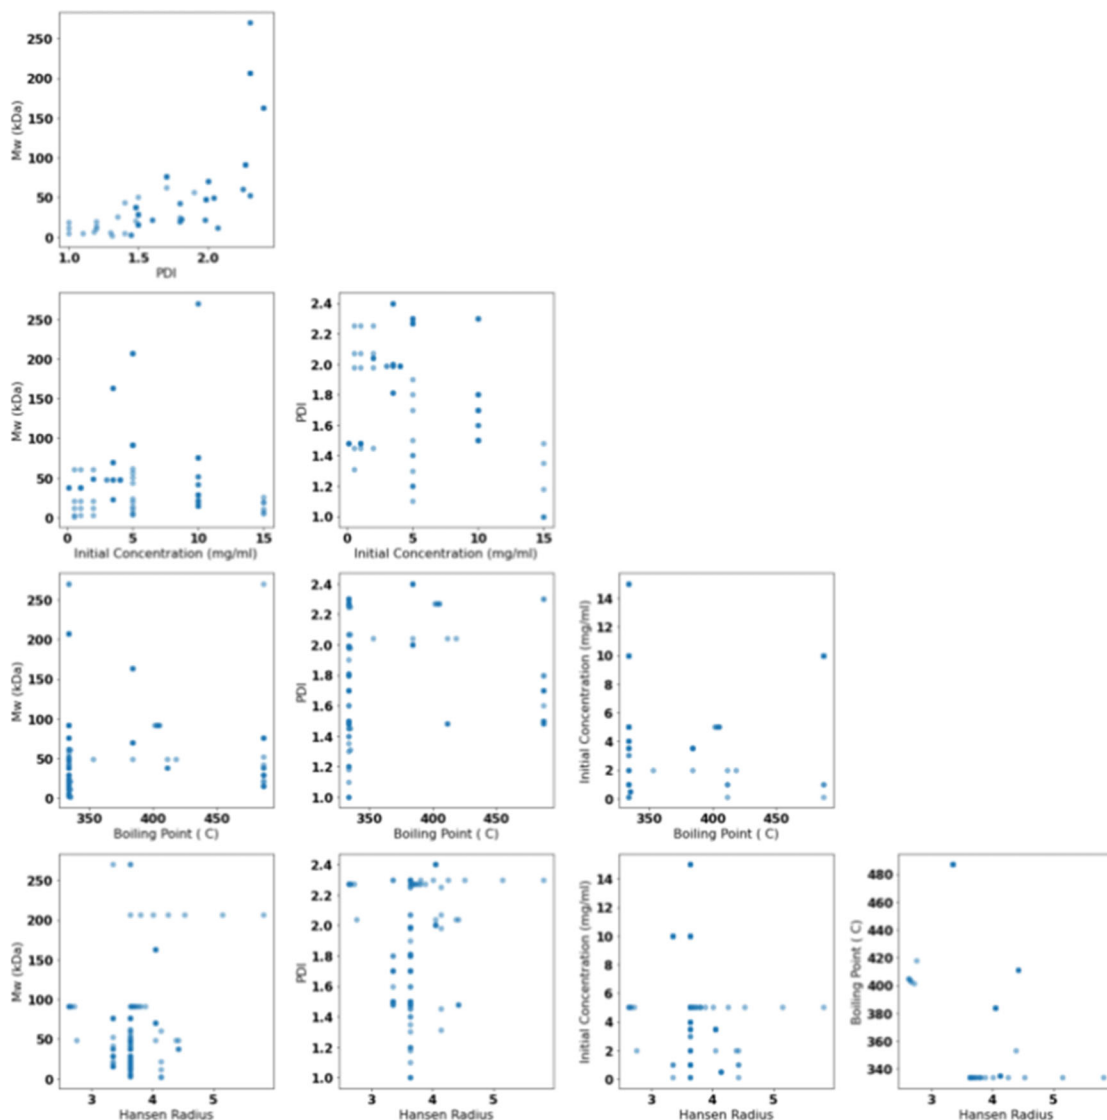 250
200
150
100
50
0
Mw (kDa)
1.0 1.5 2.0
PDI
250
200
150
100
50
0
Mw (kDa)
0 5 10 15
Initial Concentration (mg/ml)
2.4
2.2
2.0
1.8
1.6
1.4
1.2
1.0
PDI
0 5 10 15
Initial Concentration (mg/ml)
250
200
150
100
50
0
Mw (kDa)
350 400 450
Boiling Point ( C)
2.4
2.2
2.0
1.8
1.6
1.4
1.2
1.0
PDI
350 400 450
Boiling Point ( C)
14
12
10
8
6
4
2
0
Initial Concentration (mg/ml)
350 400 450
Boiling Point ( C)
250
200
150
100
50
0
Mw (kDa)
3 4 5
Hansen Radius
2.4
2.2
2.0
1.8
1.6
1.4
1.2
1.0
PDI
3 4 5
Hansen Radius
14
12
10
8
6
4
2
0
Initial Concentration (mg/ml)
3 4 5
Hansen Radius
480
460
440
420
400
380
360
340
Boiling Point ( C)
3 4 5
Hansen Radius